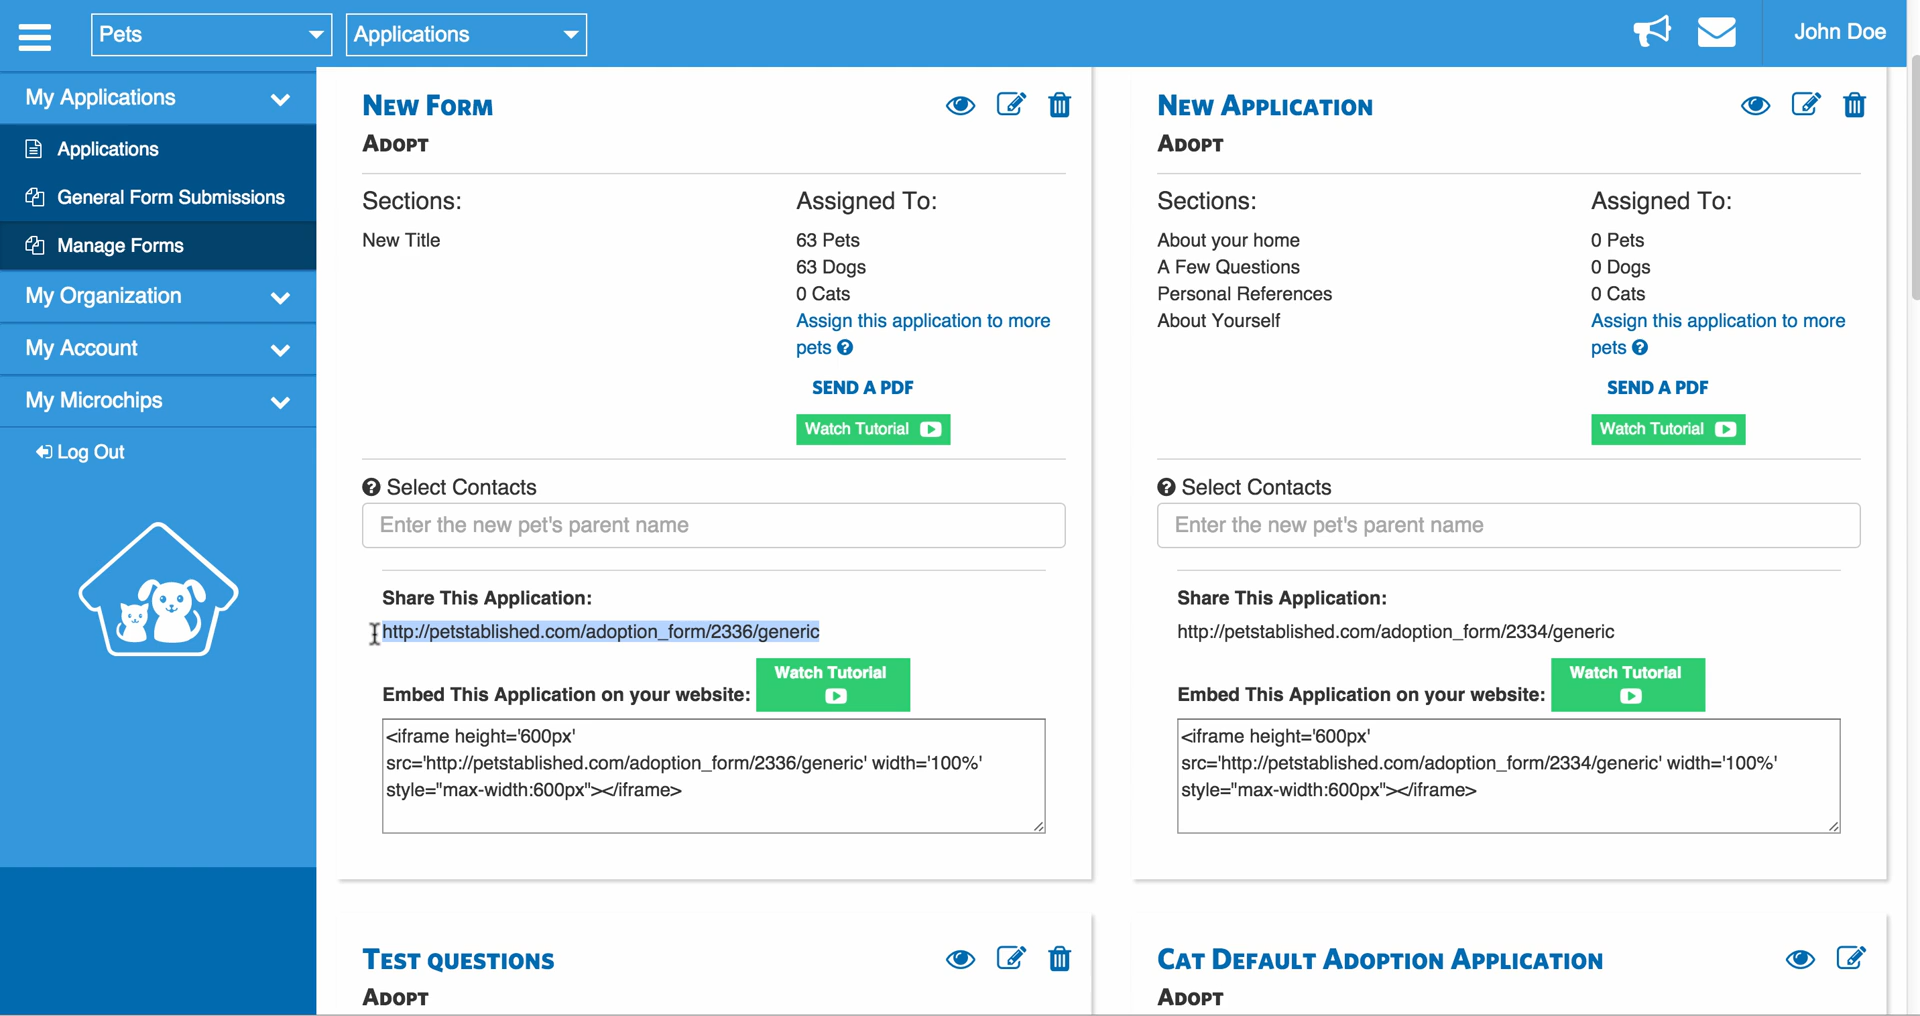 Pets
Applications
John Doe
My Applications
Applications
General Form Submissions
Manage Forms
My Organization
My Account
My Microchips
Log Out
New Form
Adopt
Sections:
New Title
Assigned To:
63 Pets
63 Dogs
0 Cats
Assign this application to more
pets
SEND A PDF
Watch Tutorial
Select Contacts
Enter the new pet's parent name
Share This Application:
http://petstablished.com/adoption_form/2336/generic
Embed This Application on your website:
Watch Tutorial
<iframe height='600px'
src='http://petstablished.com/adoption_form/2336/generic' width='100%'
style="max-width:600px"></iframe>
New Application
Adopt
Sections:
About your home
A Few Questions
Personal References
About Yourself
Assigned To:
0 Pets
0 Dogs
0 Cats
Assign this application to more
pets
SEND A PDF
Watch Tutorial
Select Contacts
Enter the new pet's parent name
Share This Application:
http://petstablished.com/adoption_form/2334/generic
Embed This Application on your website:
Watch Tutorial
<iframe height='600px'
src='http://petstablished.com/adoption_form/2334/generic' width='100%'
style="max-width:600px"></iframe>
Test questions
Adopt
Cat Default Adoption Application
Adopt